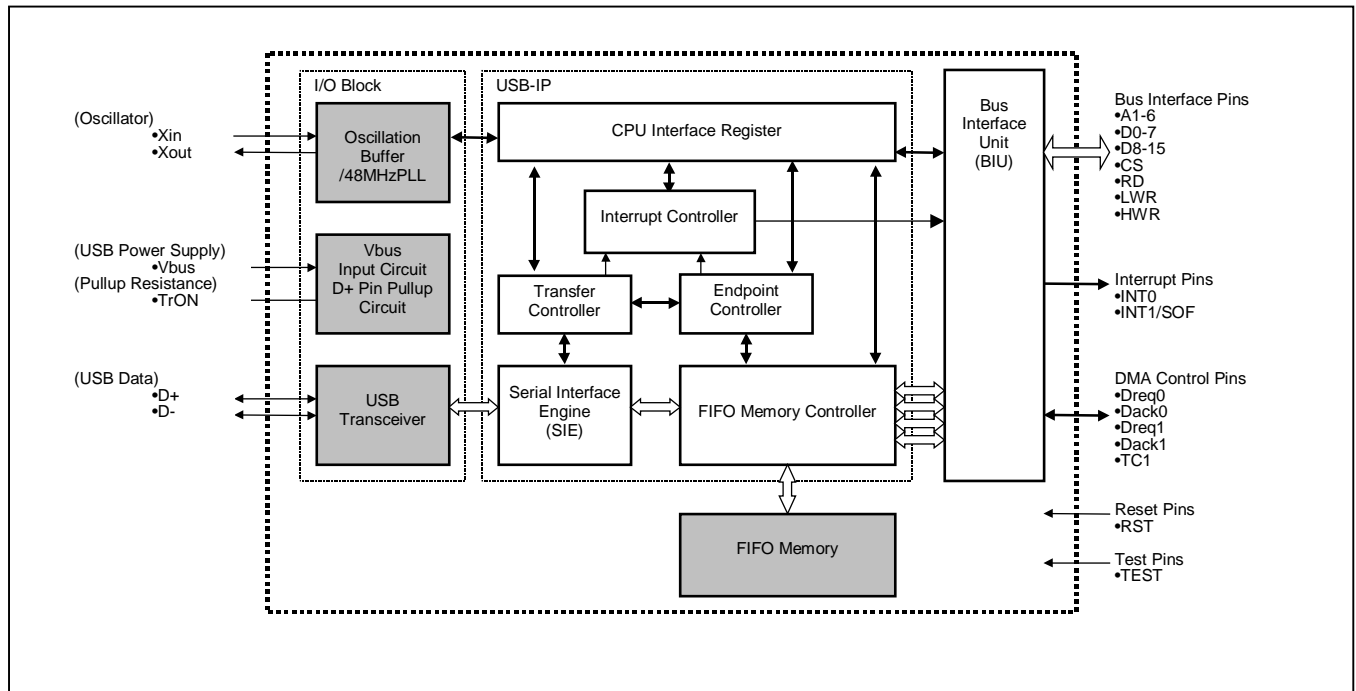 (Oscillator)
•Xin
•Xout
(USB Power Supply)
•Vbus
(Pullup Resistance)
•TrON
(USB Data)
•D+
•D-
I/O Block
Oscillation
Buffer
/48MHzPLL
Vbus
Input Circuit
D+ Pin Pullup
Circuit
USB
Transceiver
USB-IP
CPU Interface Register
Interrupt Controller
Transfer
Controller
Endpoint
Controller
Serial Interface
Engine
(SIE)
FIFO Memory Controller
FIFO Memory
Bus
Interface
Unit
(BIU)
Bus Interface Pins
•A1-6
•D0-7
•D8-15
•CS
•RD
•LWR
•HWR
Interrupt Pins
•INT0
•INT1/SOF
DMA Control Pins
•Dreq0
•Dack0
•Dreq1
•Dack1
•TC1
Reset Pins
•RST
Test Pins
•TEST